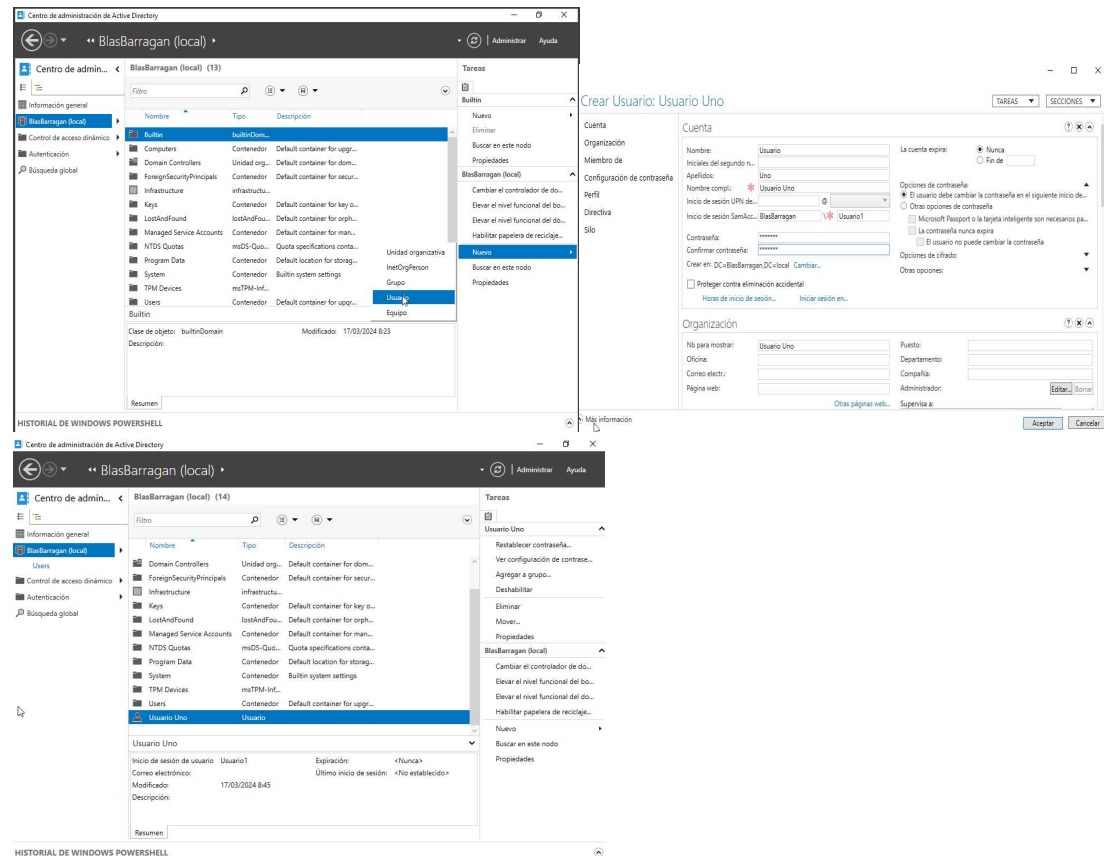 Centro de administración de Active Directory
BlasBarragan (local)
Administrar Ayuda
Centro de admin...
Información general
BlasBarragan (local)
Control de acceso dinámico
Autenticación
Búsqueda global
BlasBarragan (local) (13)
Filtro
Nombre Tipo Descripción
Builtin builtinDom...
Computers Contenedor Default container for upgr...
Domain Controllers Unidad org... Default container for dom...
ForeignSecurityPrincipals Contenedor Default container for secur...
Infrastructure infrastructu...
Keys Contenedor Default container for key o...
LostAndFound lostAndFou... Default container for orph...
Managed Service Accounts Contenedor Default container for man...
NTDS Quotas msDS-Quo... Quota specifications conta...
Program Data Contenedor Default location for storag...
System Contenedor Builtin system settings
TPM Devices msTPM-Inf...
Users Contenedor Default container for upgr...
Builtin
Clase de objeto: builtinDomain Modificado: 17/03/2024 8:23
Descripción:
Resumen
HISTORIAL DE WINDOWS POWERSHELL
Tareas
Builtin
Nuevo
Eliminar
Buscar en este nodo
Propiedades
BlasBarragan (local)
Cambiar el controlador de do...
Elevar el nivel funcional del bo...
Elevar el nivel funcional del do...
Habilitar papelera de reciclaje...
Nuevo
Buscar en este nodo
Propiedades
Unidad organizativa
InetOrgPerson
Grupo
Usuario
Equipo
Crear Usuario: Usuario Uno
TAREAS SECCIONES
Cuenta
Organización
Miembro de
Configuración de contraseña
Perfil
Directiva
Silo
Cuenta
Nombre: Usuario
Iniciales del segundo n...
Apellidos: Uno
Nombre compl.: Usuario Uno
Inicio de sesión UPN de... @
Inicio de sesión SamAcc... BlasBarragan \ Usuario1
Contraseña: *******
Confirmar contraseña: *******
Crear en: DC=BlasBarragan,DC=local Cambiar...
Proteger contra eliminación accidental
Horas de inicio de sesión... Iniciar sesión en...
La cuenta expira: Nunca
Fin de
Opciones de contraseña:
El usuario debe cambiar la contraseña en el siguiente inicio de...
Otras opciones de contraseña
Microsoft Passport o la tarjeta inteligente son necesarios pa...
La contraseña nunca expira
El usuario no puede cambiar la contraseña
Opciones de cifrado:
Otras opciones:
Organización
Nb para mostrar: Usuario Uno
Oficina:
Correo electr.:
Página web:
Otras páginas web...
Puesto:
Departamento:
Compañía:
Administrador: Editar... Borrar
Supervisa a:
Más información
Aceptar Cancelar
Centro de administración de Active Directory
BlasBarragan (local)
Administrar Ayuda
Centro de admin...
Información general
BlasBarragan (local)
Users
Control de acceso dinámico
Autenticación
Búsqueda global
BlasBarragan (local) (14)
Filtro
Nombre Tipo Descripción
Domain Controllers Unidad org... Default container for dom...
ForeignSecurityPrincipals Contenedor Default container for secur...
Infrastructure infrastructu...
Keys Contenedor Default container for key o...
LostAndFound lostAndFou... Default container for orph...
Managed Service Accounts Contenedor Default container for man...
NTDS Quotas msDS-Quo... Quota specifications conta...
Program Data Contenedor Default location for storag...
System Contenedor Builtin system settings
TPM Devices msTPM-Inf...
Users Contenedor Default container for upgr...
Usuario Uno Usuario
Usuario Uno
Inicio de sesión de usuario Usuario1 Expiración: <Nunca>
Correo electrónico: Último inicio de sesión: <No establecido>
Modificado: 17/03/2024 8:45
Descripción:
Resumen
HISTORIAL DE WINDOWS POWERSHELL
Tareas
Usuario Uno
Restablecer contraseña...
Ver configuración de contrase...
Agregar a grupo...
Deshabilitar
Eliminar
Mover...
Propiedades
BlasBarragan (local)
Cambiar el controlador de do...
Elevar el nivel funcional del bo...
Elevar el nivel funcional del do...
Habilitar papelera de reciclaje...
Nuevo
Buscar en este nodo
Propiedades